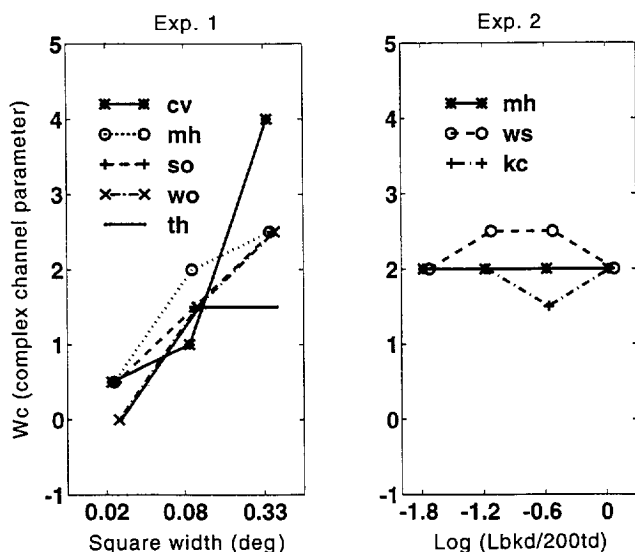 Exp. 1
Wc (complex channel parameter)
5
4
3
2
1
0
-1
cv
mh
so
wo
th
0.02 0.08 0.33
Square width (deg)
Exp. 2
5
4
3
2
1
0
-1
mh
ws
kc
-1.8 -1.2 -0.6 0
Log (Lbkd/200td)